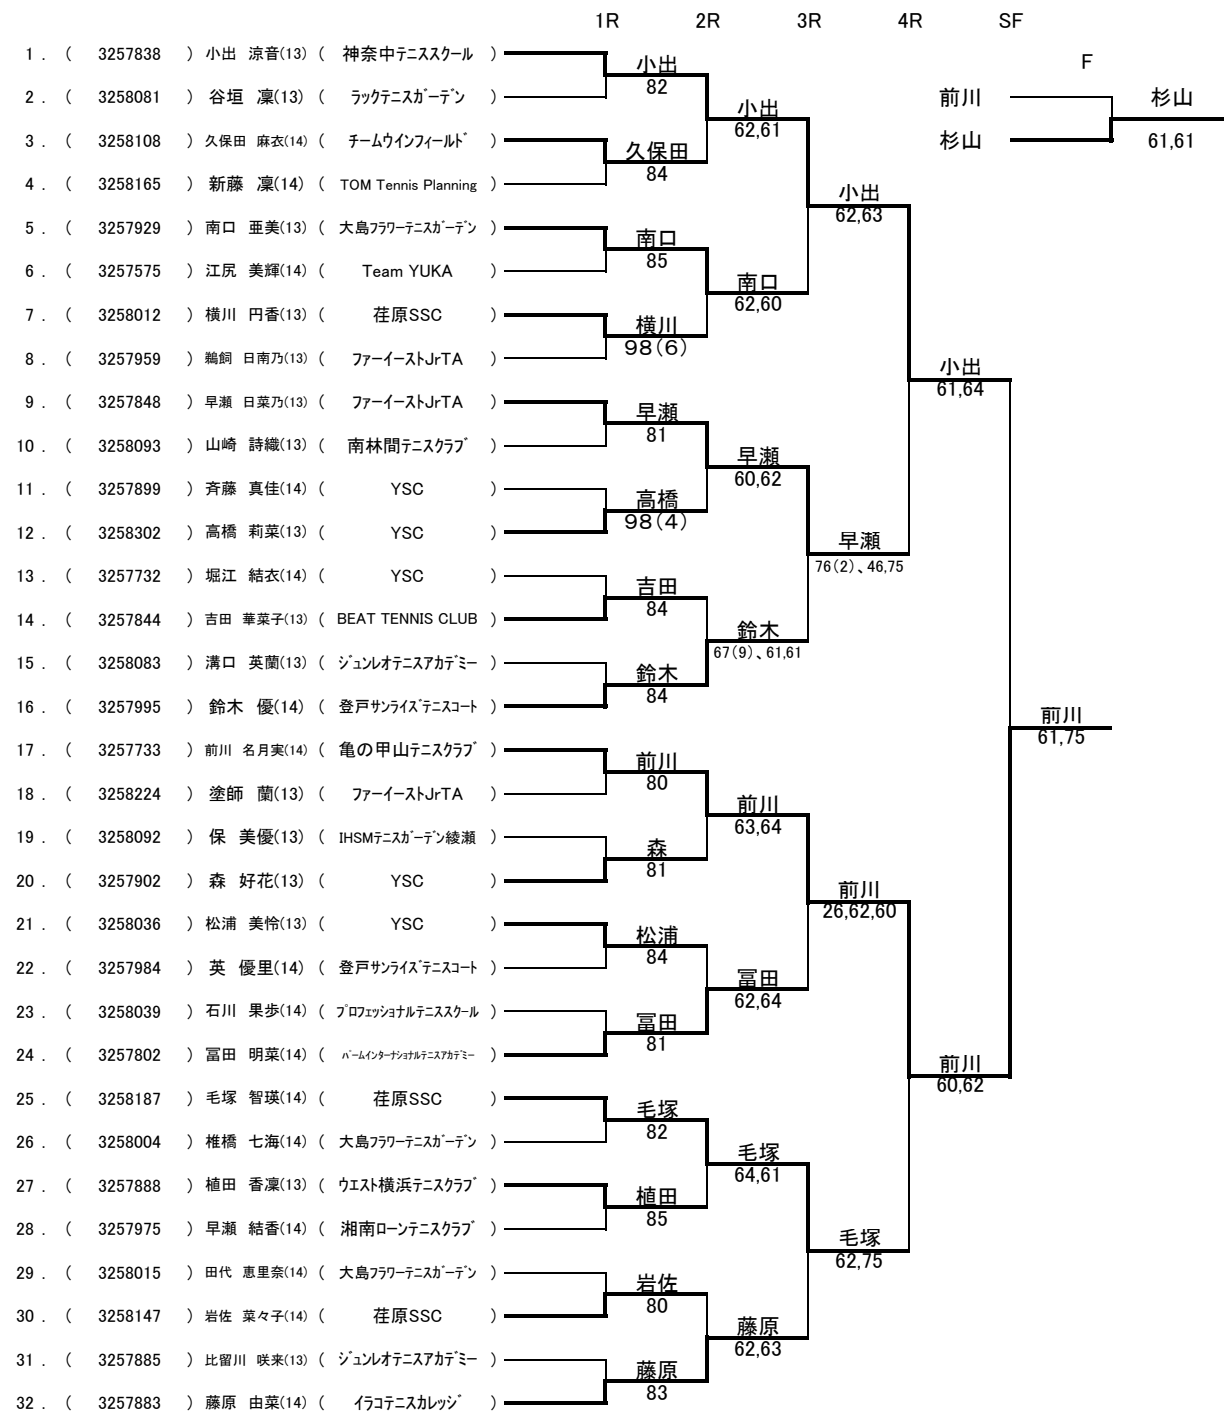 1R 2R 3R 4R SF
F
1 . ( 3257838 ) 小出 涼音(13) ( 神奈中テニススクール )
2 . ( 3258081 ) 谷垣 凜(13) ( ラックテニスガーデン )
3 . ( 3258108 ) 久保田 麻衣(14) ( チームウインフィールド )
4 . ( 3258165 ) 新藤 凜(14) ( TOM Tennis Planning )
5 . ( 3257929 ) 南口 亜美(13) ( 大島フラワーテニスガーデン )
6 . ( 3257575 ) 江尻 美輝(14) ( Team YUKA )
7 . ( 3258012 ) 横川 円香(13) ( 荏原SSC )
8 . ( 3257959 ) 鵜飼 日南乃(13) ( ファーイーストJrTA )
9 . ( 3257848 ) 早瀬 日菜乃(13) ( ファーイーストJrTA )
10 . ( 3258093 ) 山崎 詩織(13) ( 南林間テニスクラブ )
11 . ( 3257899 ) 斉藤 真佳(14) ( YSC )
12 . ( 3258302 ) 高橋 莉菜(13) ( YSC )
13 . ( 3257732 ) 堀江 結衣(14) ( YSC )
14 . ( 3257844 ) 吉田 華菜子(13) ( BEAT TENNIS CLUB )
15 . ( 3258083 ) 溝口 英蘭(13) ( ジュンレオテニスアカデミー )
16 . ( 3257995 ) 鈴木 優(14) ( 登戸サンライズテニスコート )
17 . ( 3257733 ) 前川 名月実(14) ( 亀の甲山テニスクラブ )
18 . ( 3258224 ) 塗師 蘭(13) ( ファーイーストJrTA )
19 . ( 3258092 ) 保 美優(13) ( IHSMテニスガーデン綾瀬 )
20 . ( 3257902 ) 森 好花(13) ( YSC )
21 . ( 3258036 ) 松浦 美怜(13) ( YSC )
22 . ( 3257984 ) 英 優里(14) ( 登戸サンライズテニスコート )
23 . ( 3258039 ) 石川 果歩(14) ( プロフェッショナルテニススクール )
24 . ( 3257802 ) 冨田 明菜(14) ( パームインターナショナルテニスアカデミー )
25 . ( 3258187 ) 毛塚 智瑛(14) ( 荏原SSC )
26 . ( 3258004 ) 椎橋 七海(14) ( 大島フラワーテニスガーデン )
27 . ( 3257888 ) 植田 香凜(13) ( ウエスト横浜テニスクラブ )
28 . ( 3257975 ) 早瀬 結香(14) ( 湘南ローンテニスクラブ )
29 . ( 3258015 ) 田代 恵里奈(14) ( 大島フラワーテニスガーデン )
30 . ( 3258147 ) 岩佐 菜々子(14) ( 荏原SSC )
31 . ( 3257885 ) 比留川 咲来(13) ( ジュンレオテニスアカデミー )
32 . ( 3257883 ) 藤原 由菜(14) ( イラコテニスカレッジ )
小出
82
久保田
84
南口
85
横川
98(6)
早瀬
81
高橋
98(4)
吉田
84
鈴木
84
前川
80
森
81
松浦
84
冨田
81
毛塚
82
植田
85
岩佐
80
藤原
83
小出
62,61
南口
62,60
早瀬
60,62
鈴木
67(9)、61,61
前川
63,64
冨田
62,64
毛塚
64,61
藤原
62,63
小出
62,63
早瀬
76(2)、46,75
前川
26,62,60
毛塚
62,75
小出
61,64
前川
60,62
前川
61,75
前川
杉山
杉山
61,61